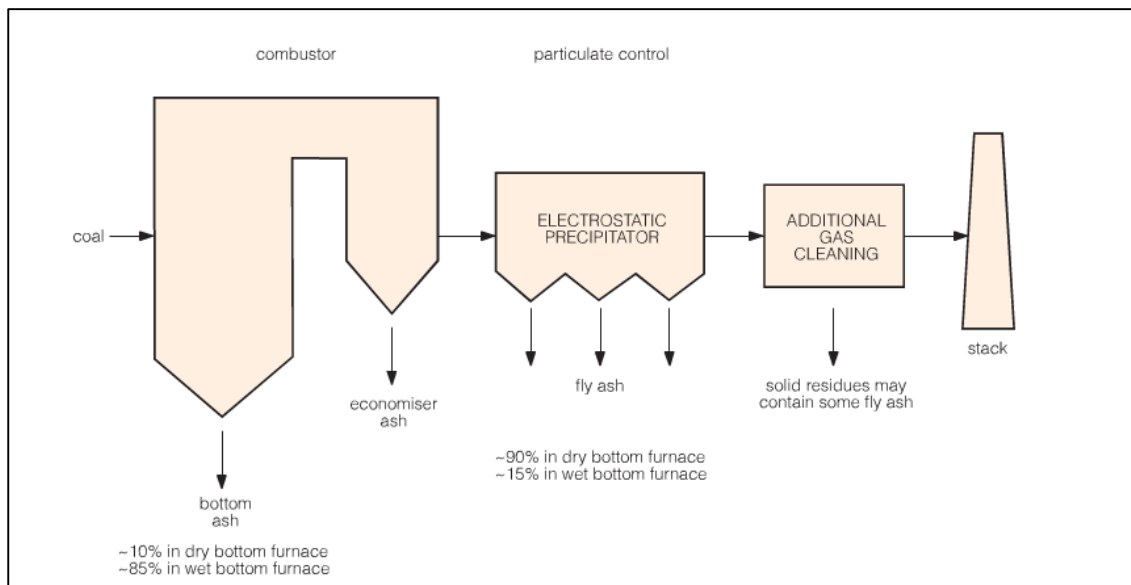 combustor
particulate control
coal
ELECTROSTATIC
PRECIPITATOR
ADDITIONAL
GAS
CLEANING
stack
economiser
ash
fly ash
solid residues may
contain some fly ash
~90% in dry bottom furnace
~15% in wet bottom furnace
bottom
ash
~10% in dry bottom furnace
~85% in wet bottom furnace